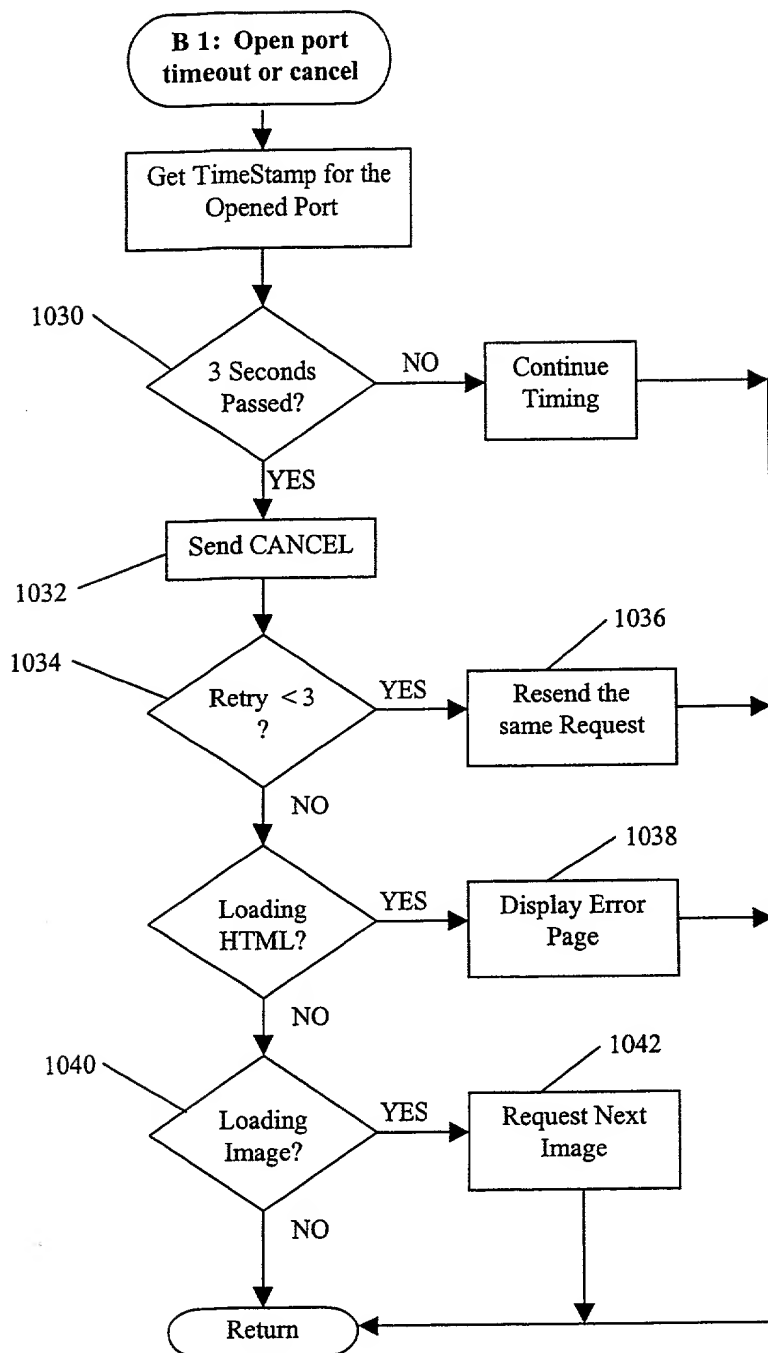 B 1: Open port
timeout or cancel
Get TimeStamp for the
Opened Port
1030
3 Seconds
Passed?
NO
Continue
Timing
YES
Send CANCEL
1032
1034
Retry < 3
?
YES
1036
Resend the
same Request
NO
Loading
HTML?
YES
1038
Display Error
Page
NO
1040
Loading
Image?
YES
1042
Request Next
Image
NO
Return